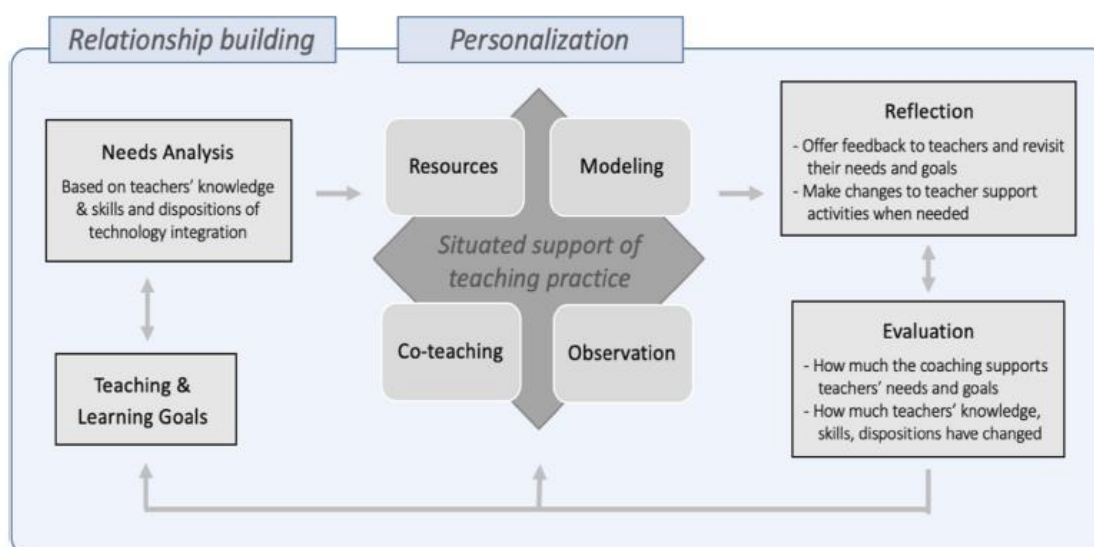 Relationship building
Personalization
Needs Analysis
Based on teachers’ knowledge
& skills and dispositions of
technology integration
Teaching &
Learning Goals
Resources
Modeling
Situated support of
teaching practice
Co-teaching
Observation
Reflection
- Offer feedback to teachers and revisit
their needs and goals
- Make changes to teacher support
activities when needed
Evaluation
- How much the coaching supports
teachers’ needs and goals
- How much teachers’ knowledge,
skills, dispositions have changed